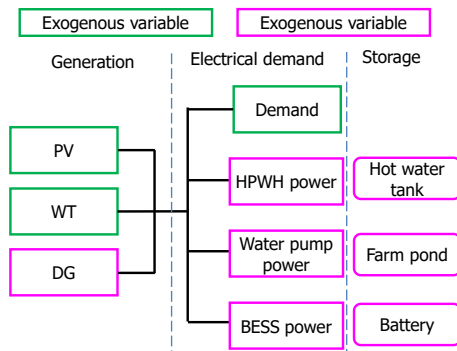 Exogenous variable
Exogenous variable
Generation
Electrical demand
Storage
Demand
PV
HPWH power
Hot water
tank
WT
Water pump
power
Farm pond
DG
BESS power
Battery